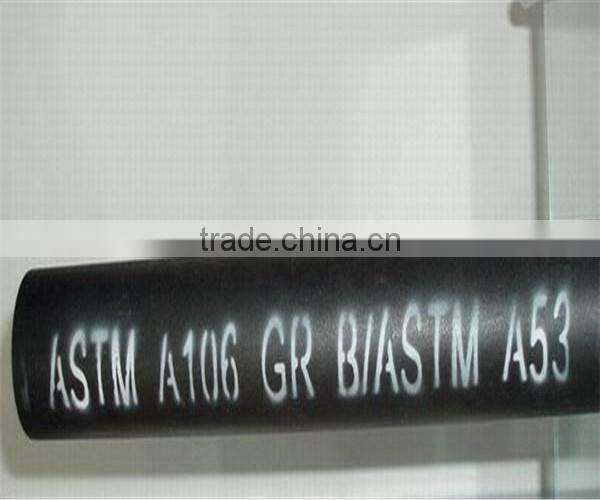 trade.china.cn
ASTM A106 GR B/ASTM A53